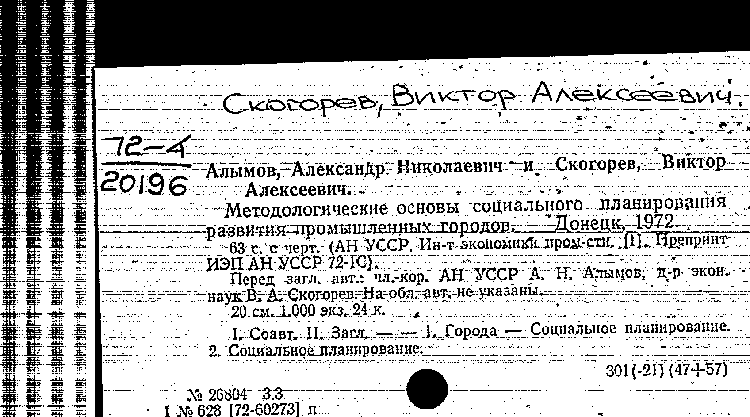 Скогорев, Виктор Алексеевич.
72-4
20196
Алымов, Александр Николаевич и Скогорев, Виктор
Алексеевич.
Методологические основы социального планирования
развития промышленных городов. Донецк, 1972
63 с. с черт. (АН УССР. Ин-т экономики пром-сти. [1]. Препринт
ИЭП АН УССР 72-1С).
Перед загл. авт.: чл.-кор. АН УССР А. Н. Алымов, д-р экон.
наук В. А. Скогорев. На обл. авт. не указаны.
20 см. 1.000 экз. 24 к.
I. Соавт. II. Загл. — — 1. Города — Социальное планирование.
2. Социальное планирование.
301(-21) (47+57)
№ 26804 3.3
1 № 628 [72-60273] п